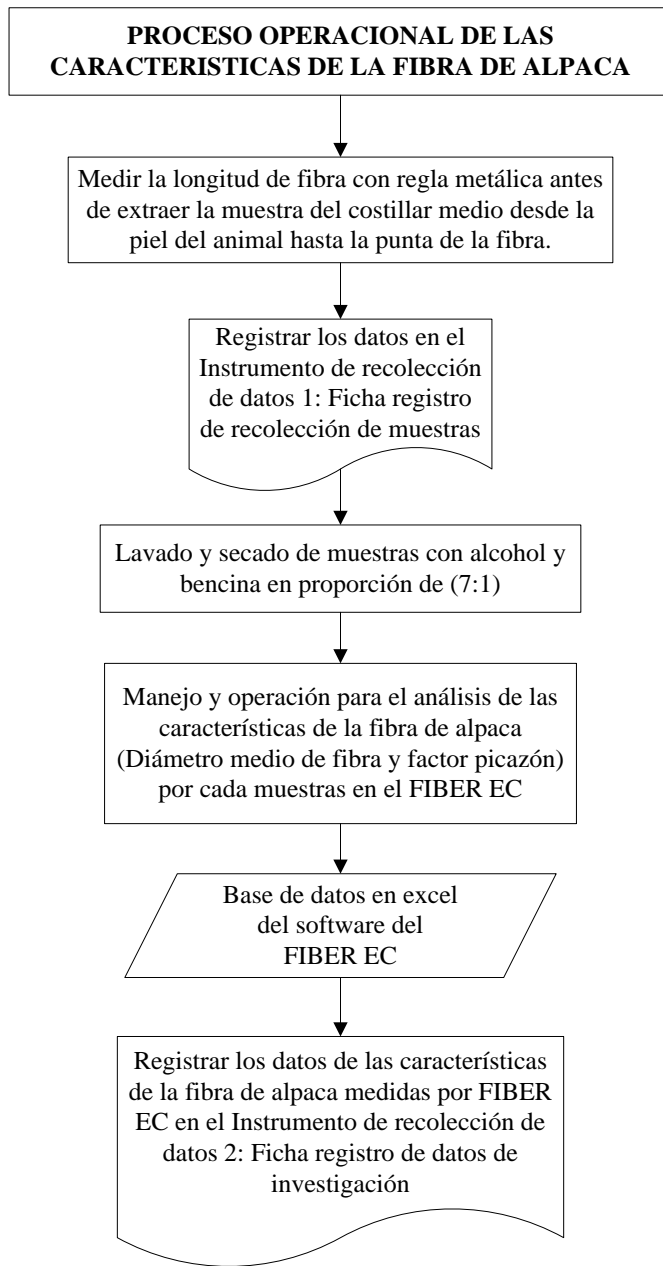 PROCESO OPERACIONAL DE LAS
CARACTERISTICAS DE LA FIBRA DE ALPACA
Medir la longitud de fibra con regla metálica antes
de extraer la muestra del costillar medio desde la
piel del animal hasta la punta de la fibra.
Registrar los datos en el
Instrumento de recolección
de datos 1: Ficha registro
de recolección de muestras
Lavado y secado de muestras con alcohol y
bencina en proporción de (7:1)
Manejo y operación para el análisis de las
características de la fibra de alpaca
(Diámetro medio de fibra y factor picazón)
por cada muestras en el FIBER EC
Base de datos en excel
del software del
FIBER EC
Registrar los datos de las características
de la fibra de alpaca medidas por FIBER
EC en el Instrumento de recolección de
datos 2: Ficha registro de datos de
investigación